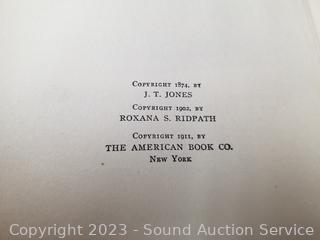 COPYRIGHT 1874, BY
J. T. JONES
COPYRIGHT 1902, BY
ROXANA S. RIDPATH
COPYRIGHT 1911, BY
THE AMERICAN BOOK CO.
NEW YORK
Copyright 2023 - Sound Auction Service